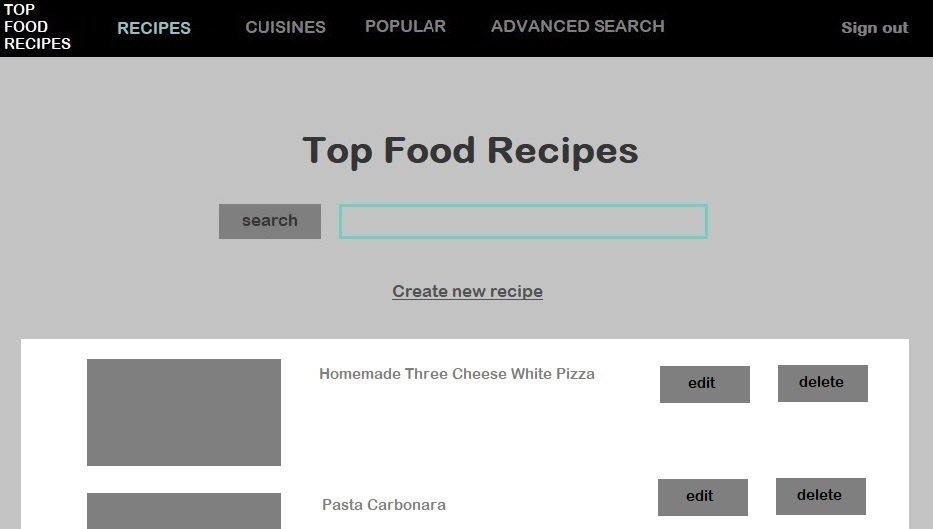 TOP
FOOD
RECIPES
RECIPES
CUISINES
POPULAR
ADVANCED SEARCH
Sign out
Top Food Recipes
search
Create new recipe
Homemade Three Cheese White Pizza
edit
delete
Pasta Carbonara
edit
delete